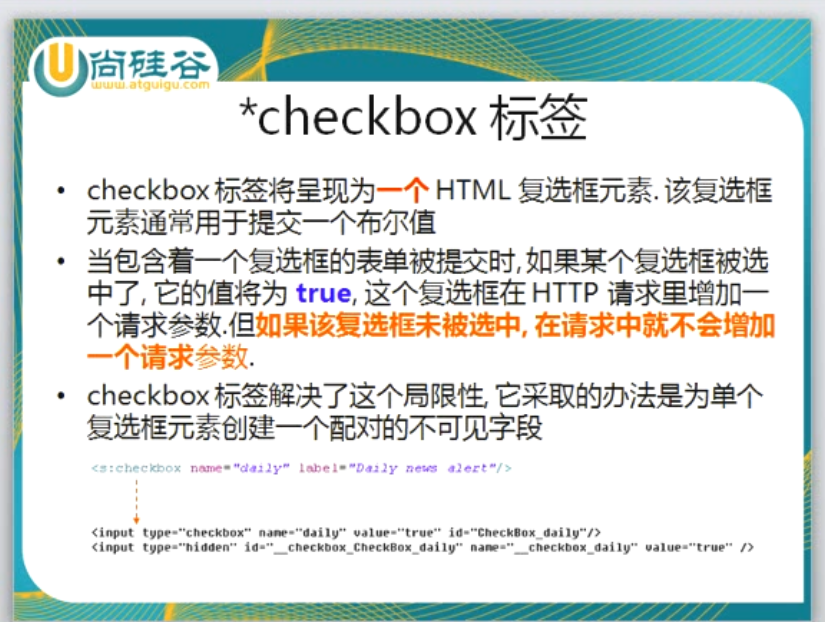 尚硅谷
www.atguigu.com
*checkbox 标签
• checkbox 标签将呈现为一个 HTML 复选框元素. 该复选框
元素通常用于提交一个布尔值
• 当包含着一个复选框的表单被提交时, 如果某个复选框被选
中了, 它的值将为 true, 这个复选框在 HTTP 请求里增加一
个请求参数.但如果该复选框未被选中, 在请求中就不会增加
一个请求参数.
• checkbox 标签解决了这个局限性, 它采取的办法是为单个
复选框元素创建一个配对的不可见字段
<s:checkbox name="daily" label="Daily news alert"/>
<input type="checkbox" name="daily" value="true" id="CheckBox_daily"/>
<input type="hidden" id="__checkbox_CheckBox_daily" name="__checkbox_daily" value="true" />